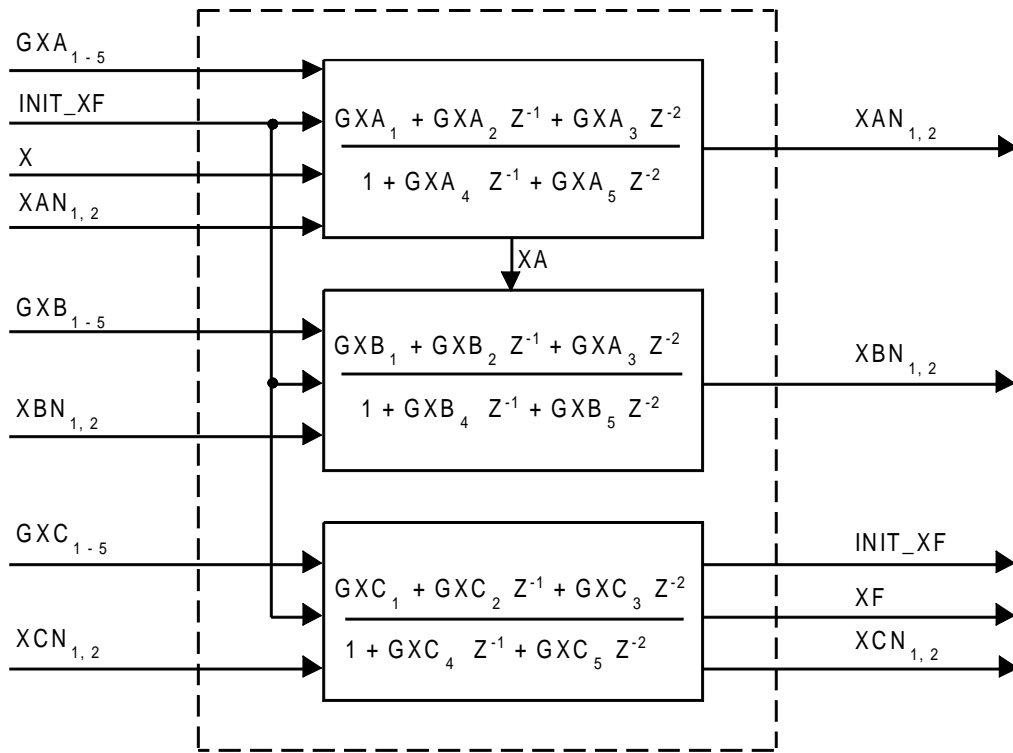 GXA1 - 5
INIT_XF
X
XAN1, 2
GXA1 + GXA2 Z-1 + GXA3 Z-2
1 + GXA4 Z-1 + GXA5 Z-2
XAN1, 2
XA
GXB1 - 5
XBN1, 2
GXB1 + GXB2 Z-1 + GXA3 Z-2
1 + GXB4 Z-1 + GXB5 Z-2
XBN1, 2
GXC1 - 5
XCN1, 2
GXC1 + GXC2 Z-1 + GXC3 Z-2
1 + GXC4 Z-1 + GXC5 Z-2
INIT_XF
XF
XCN1, 2